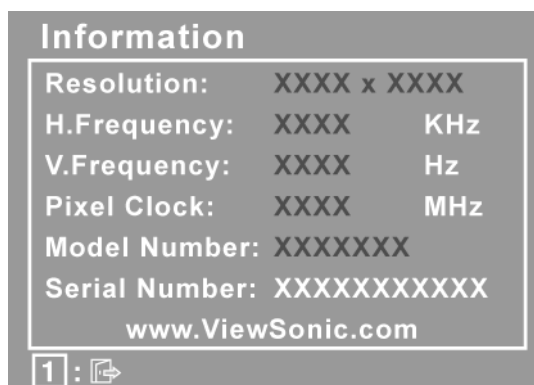 Information
Resolution: XXXX x XXXX
H.Frequency: XXXX KHz
V.Frequency: XXXX Hz
Pixel Clock: XXXX MHz
Model Number: XXXXXXX
Serial Number: XXXXXXXXXXX
www.ViewSonic.com
1 :